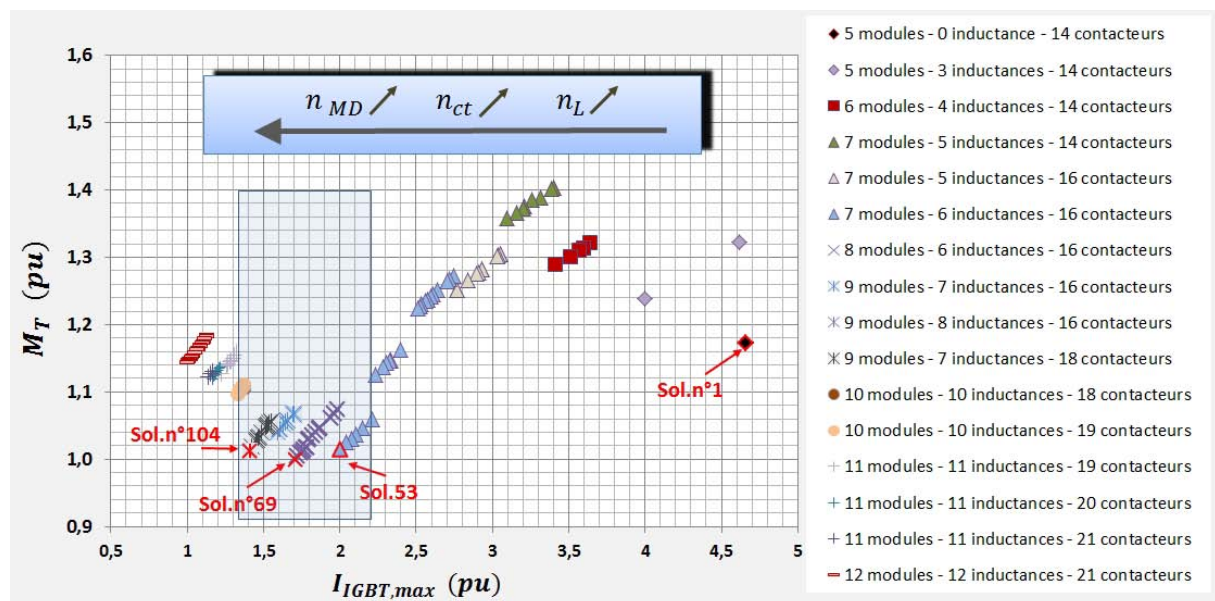 1,6
1,5
1,4
1,3
1,2
1,1
1,0
0,9
M_T (pu)
n_MD n_ct n_L
Sol.n°1
Sol.n°104
Sol.n°69
Sol.53
0,5 1 1,5 2 2,5 3 3,5 4 4,5 5
I_IGBT,max (pu)
5 modules - 0 inductance - 14 contacteurs
5 modules - 3 inductances - 14 contacteurs
6 modules - 4 inductances - 14 contacteurs
7 modules - 5 inductances - 14 contacteurs
7 modules - 5 inductances - 16 contacteurs
7 modules - 6 inductances - 16 contacteurs
8 modules - 6 inductances - 16 contacteurs
9 modules - 7 inductances - 16 contacteurs
9 modules - 8 inductances - 16 contacteurs
9 modules - 7 inductances - 18 contacteurs
10 modules - 10 inductances - 18 contacteurs
10 modules - 10 inductances - 19 contacteurs
11 modules - 11 inductances - 19 contacteurs
11 modules - 11 inductances - 20 contacteurs
11 modules - 11 inductances - 21 contacteurs
12 modules - 12 inductances - 21 contacteurs